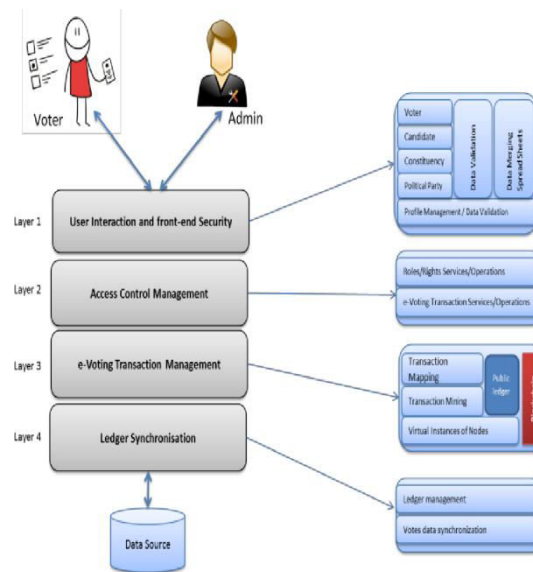 Voter
Admin
Layer 1
User Interaction and front-end Security
Layer 2
Access Control Management
Layer 3
e-Voting Transaction Management
Layer 4
Ledger Synchronisation
Data Source
Voter
Candidate
Constituency
Political Party
Data Validation
Data Merging
Spread Sheets
Profile Management / Data Validation
Roles/Rights Services/Operations
e-Voting Transaction Services/Operations
Transaction
Mapping
Transaction Mining
Virtual Instances of Nodes
Public
ledger
Ledger management
Votes data synchronization